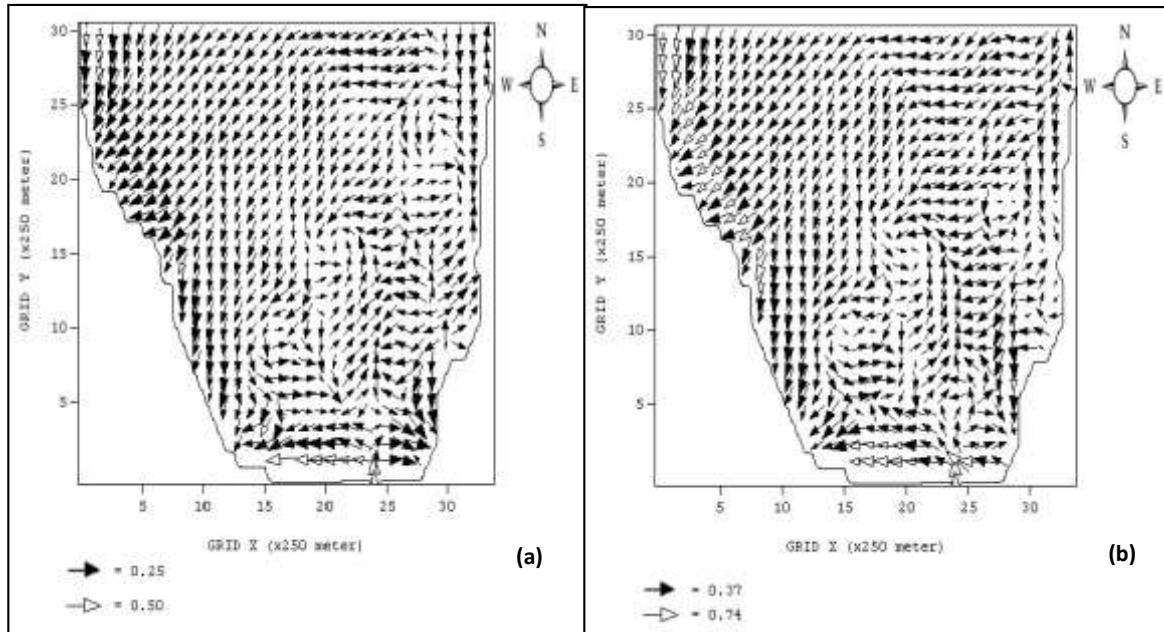 30
25
20
15
10
5
GRID Y (x250 meter)
5 10 15 20 25 30
GRID X (x250 meter)
N
W E
S
= 0.25
= 0.50
(a)
30
25
20
15
10
5
GRID Y (x250 meter)
5 10 15 20 25 30
GRID X (x250 meter)
N
W E
S
= 0.37
= 0.74
(b)